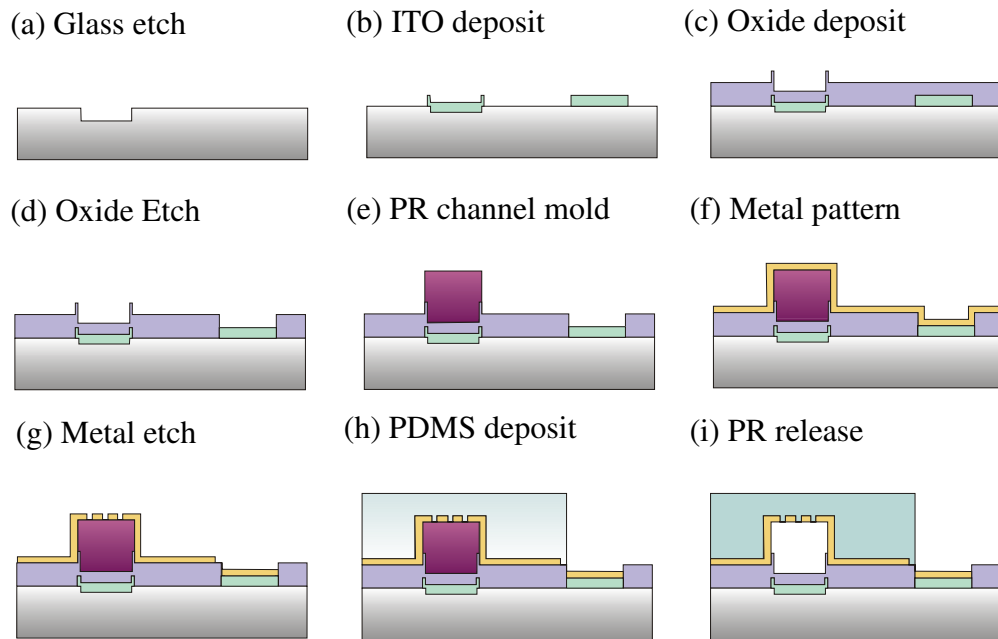 (a) Glass etch
(b) ITO deposit
(c) Oxide deposit
(d) Oxide Etch
(e) PR channel mold
(f) Metal pattern
(g) Metal etch
(h) PDMS deposit
(i) PR release